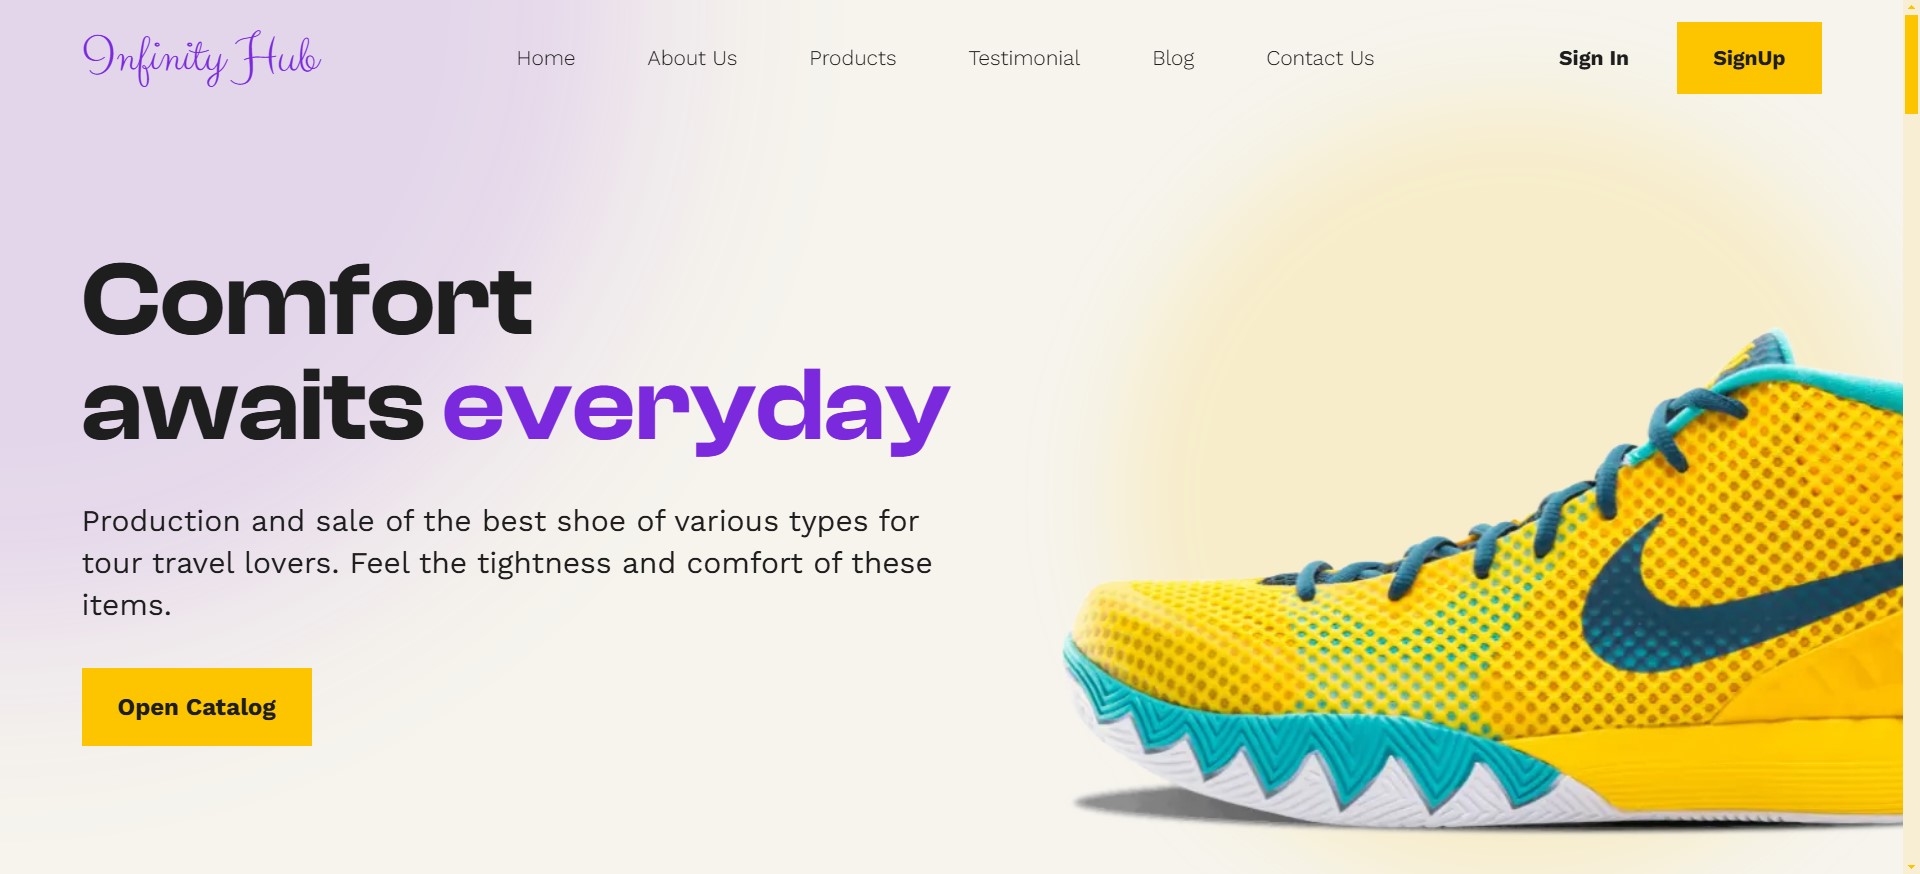 Infinity Hub
Home
About Us
Products
Testimonial
Blog
Contact Us
Sign In
SignUp
Comfort
awaits everyday
Production and sale of the best shoe of various types for
tour travel lovers. Feel the tightness and comfort of these
items.
Open Catalog